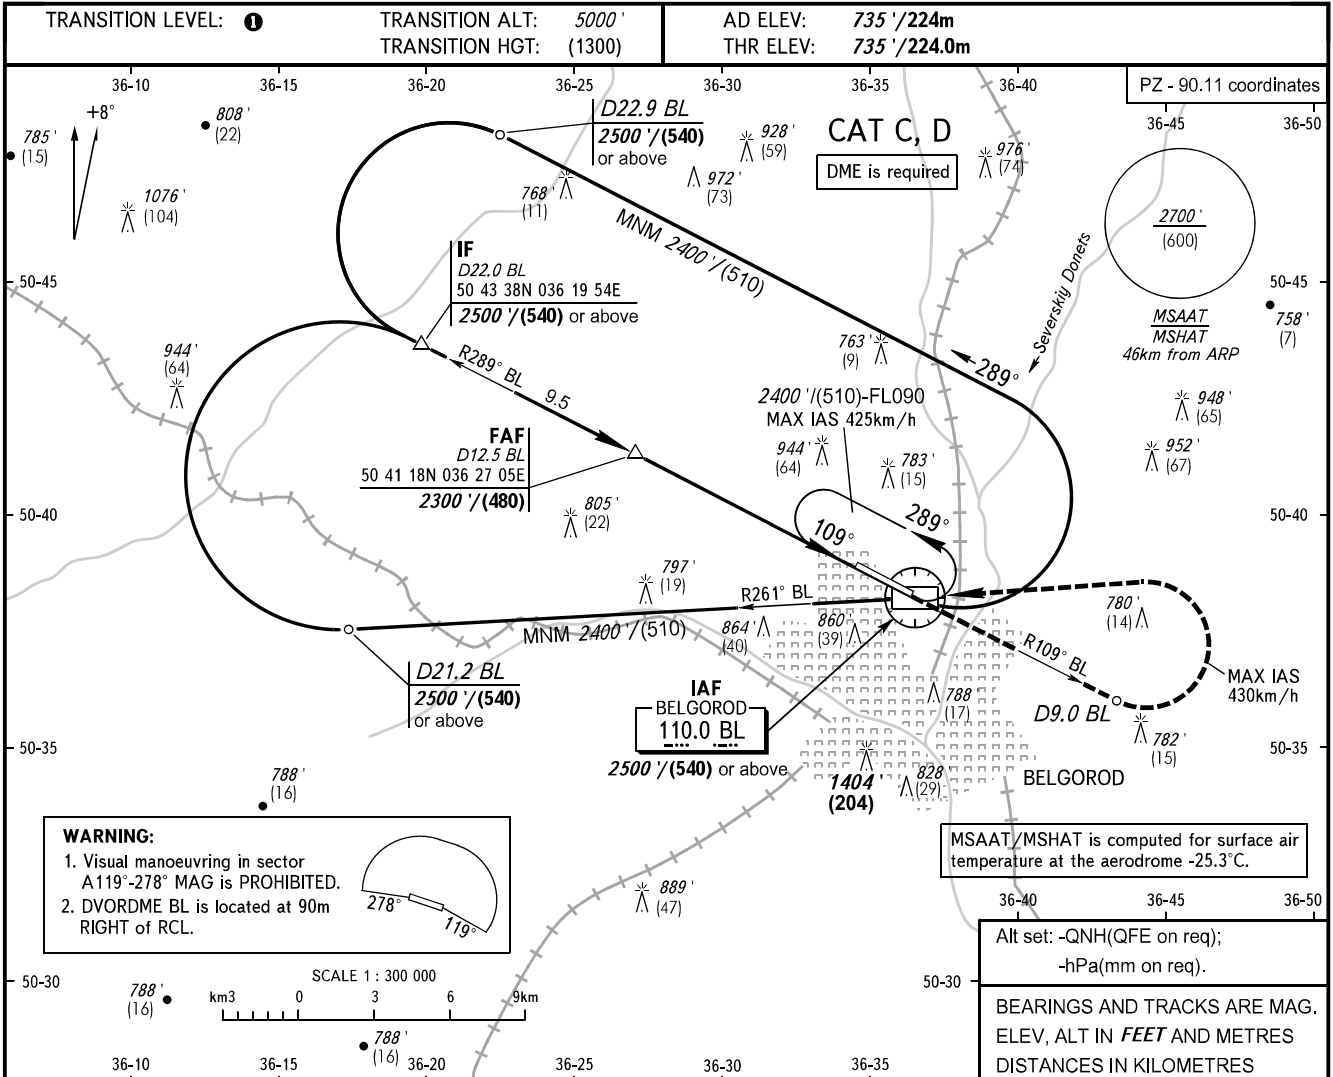 TRANSITION LEVEL: ❶
TRANSITION ALT: 5000 '
TRANSITION HGT: (1300)
AD ELEV: 735 '/224m
THR ELEV: 735 '/224.0m
36-10
36-15
36-20
36-25
36-30
36-35
36-40
PZ - 90.11 coordinates
36-45
36-50
+8°
785 '
(15)
808 '
(22)
1076 '
(104)
D22.9 BL
2500 '/(540)
or above
928 '
(59)
972 '
(73)
768 '
(11)
CAT C, D
DME is required
976 '
(74)
2700 '
(600)
MSAAT
MSHAT
46km from ARP
Severskiy Donets
MNM 2400 '/(510)
IF
D22.0 BL
50 43 38N 036 19 54E
2500 '/(540) or above
50-45
50-45
758 '
(7)
944 '
(64)
763 '
(9)
289°
R289° BL
9.5
2400 '/(510)-FL090
MAX IAS 425km/h
948 '
(65)
952 '
(67)
FAF
D12.5 BL
50 41 18N 036 27 05E
2300 '/(480)
944 '
(64)
783 '
(15)
805 '
(22)
50-40
50-40
109°
289°
797 '
(19)
R261° BL
MNM 2400 '/(510)
864 '
(40)
860 '
(39)
780 '
(14)
R109° BL
MAX IAS
430km/h
D21.2 BL
2500 '/(540)
or above
IAF
BELGOROD
110.0 BL
2500 '/(540) or above
788 '
(17)
D9.0 BL
782 '
(15)
50-35
50-35
788 '
(16)
1404 '
(204)
828 '
(29)
BELGOROD
WARNING:
1. Visual manoeuvring in sector
A119°-278° MAG is PROHIBITED.
2. DVORDME BL is located at 90m
RIGHT of RCL.
278°
119°
MSAAT/MSHAT is computed for surface air
temperature at the aerodrome -25.3°C.
889 '
(47)
36-40
36-45
36-50
Alt set: -QNH(QFE on req);
-hPa(mm on req).
50-30
50-30
SCALE 1 : 300 000
km3 0 3 6 9km
788 '
(16)
788 '
(16)
BEARINGS AND TRACKS ARE MAG.
ELEV, ALT IN FEET AND METRES
DISTANCES IN KILOMETRES
36-10
36-15
36-20
36-25
36-30
36-35